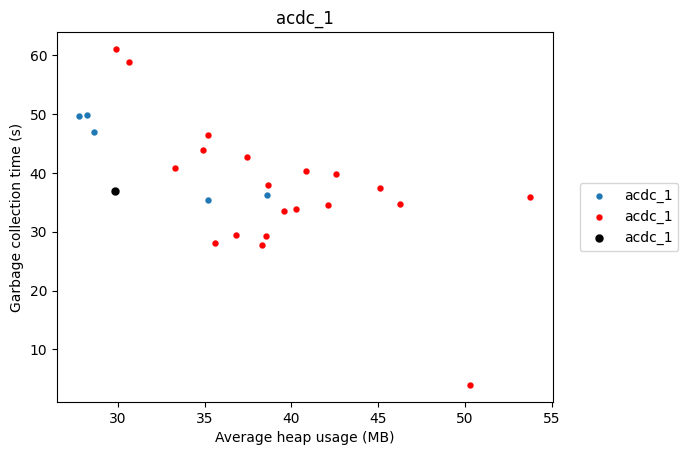 acdc_1
60
50
40
30
20
10
Garbage collection time (s)
30 35 40 45 50 55
Average heap usage (MB)
acdc_1
acdc_1
acdc_1